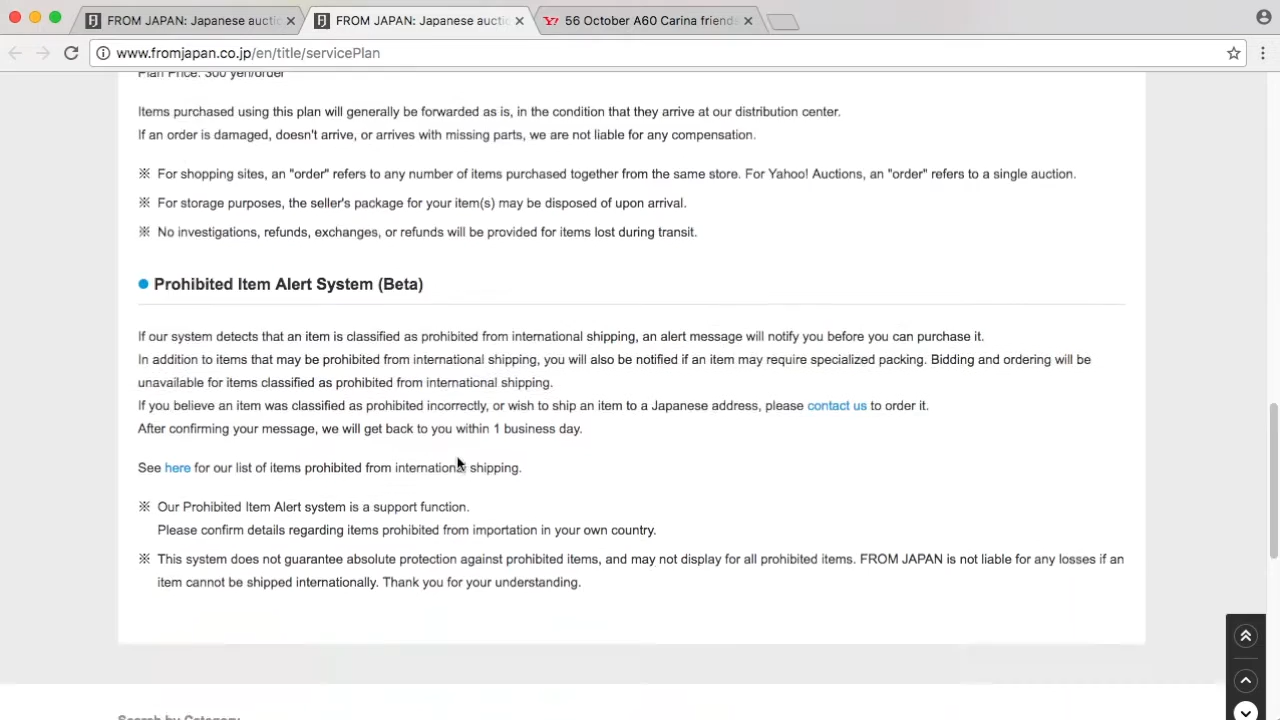 FROM JAPAN: Japanese auctio
FROM JAPAN: Japanese auctio
56 October A60 Carina friends
www.fromjapan.co.jp/en/title/servicePlan
Plan Price: 300 yen/order
Items purchased using this plan will generally be forwarded as is, in the condition that they arrive at our distribution center.
If an order is damaged, doesn't arrive, or arrives with missing parts, we are not liable for any compensation.
※ For shopping sites, an "order" refers to any number of items purchased together from the same store. For Yahoo! Auctions, an "order" refers to a single auction.
※ For storage purposes, the seller's package for your item(s) may be disposed of upon arrival.
※ No investigations, refunds, exchanges, or refunds will be provided for items lost during transit.
Prohibited Item Alert System (Beta)
If our system detects that an item is classified as prohibited from international shipping, an alert message will notify you before you can purchase it.
In addition to items that may be prohibited from international shipping, you will also be notified if an item may require specialized packing. Bidding and ordering will be
unavailable for items classified as prohibited from international shipping.
If you believe an item was classified as prohibited incorrectly, or wish to ship an item to a Japanese address, please contact us to order it.
After confirming your message, we will get back to you within 1 business day.
See here for our list of items prohibited from international shipping.
※ Our Prohibited Item Alert system is a support function.
Please confirm details regarding items prohibited from importation in your own country.
※ This system does not guarantee absolute protection against prohibited items, and may not display for all prohibited items. FROM JAPAN is not liable for any losses if an
item cannot be shipped internationally. Thank you for your understanding.
Search by Category